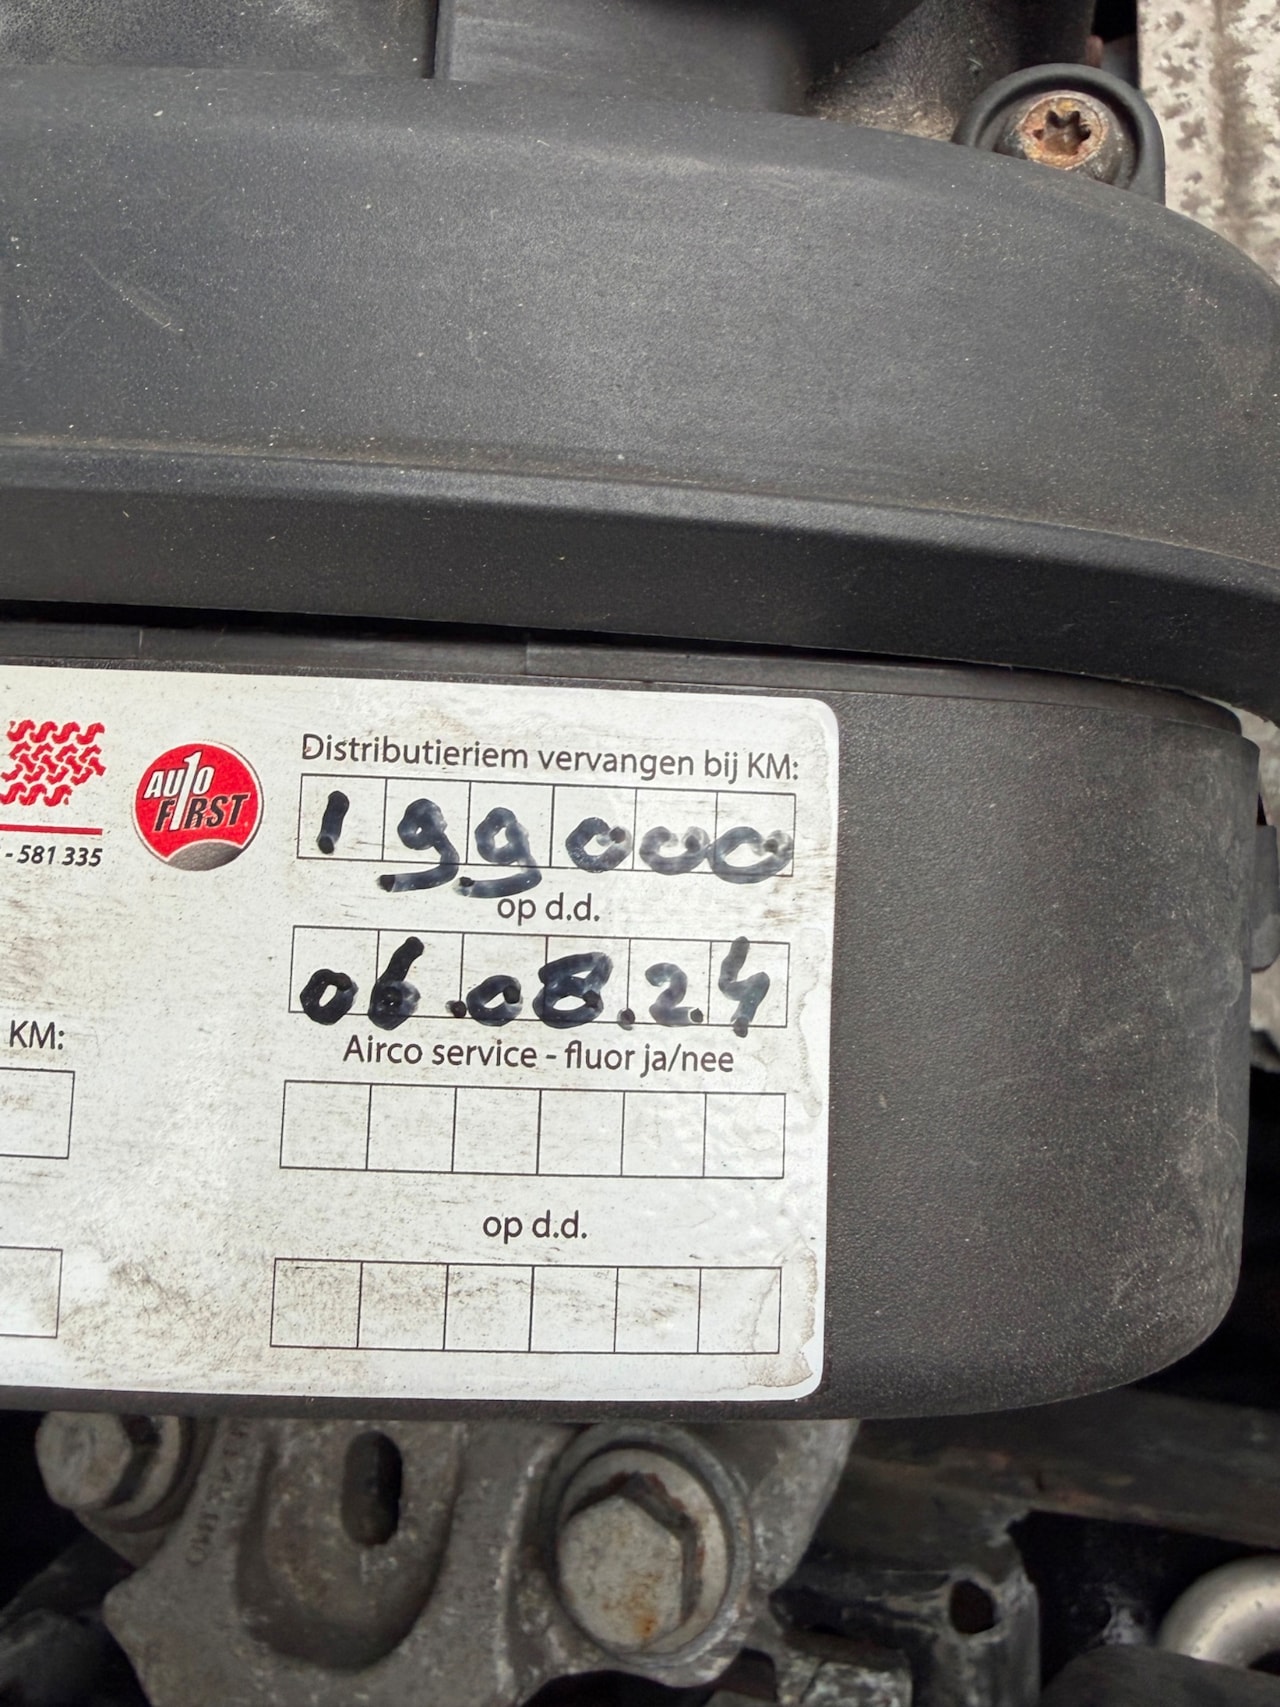 AUTO
FIRST
- 581 335
Distributieriem vervangen bij KM:
199000
op d.d.
06.08.24
KM:
Airco service - fluor ja/nee
op d.d.